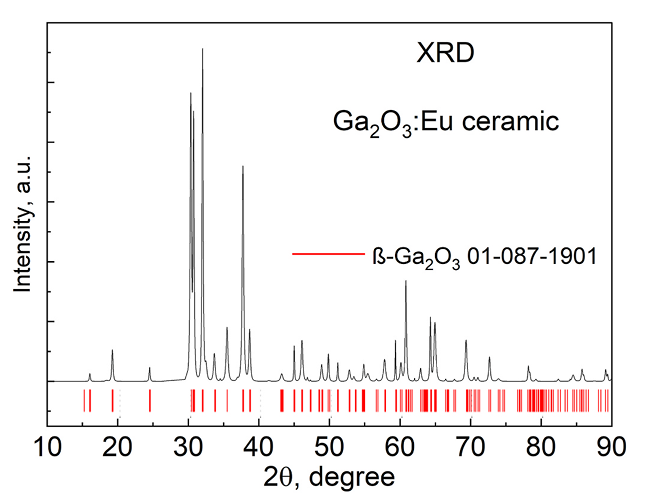 XRD
Ga₂O₃:Eu ceramic
ß-Ga₂O₃ 01-087-1901
Intensity, a.u.
10 20 30 40 50 60 70 80 90
2θ, degree